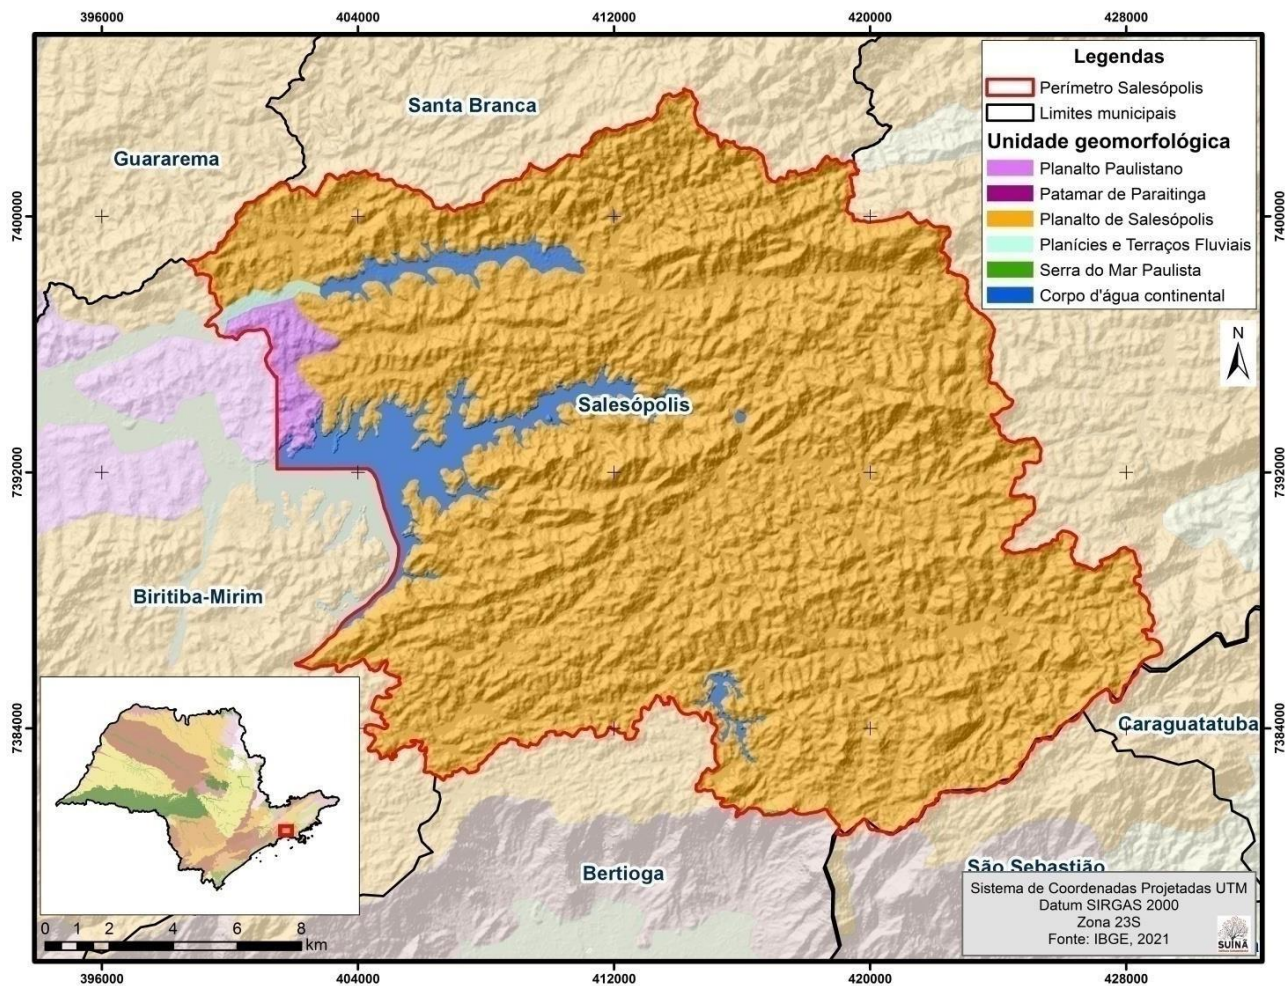 396000
404000
412000
420000
428000
Legendas
Perímetro Salesópolis
Limites municipais
Unidade geomorfológica
Planalto Paulistano
Patamar de Paraitinga
Planalto de Salesópolis
Planícies e Terraços Fluviais
Serra do Mar Paulista
Corpo d'água continental
Santa Branca
Guararema
7400000
7400000
N
Salesópolis
7392000
7392000
Biritiba-Mirim
7384000
7384000
Caraguatatuba
Bertioga
São Sebastião
Sistema de Coordenadas Projetadas UTM
Datum SIRGAS 2000
Zona 23S
Fonte: IBGE, 2021
SUINÃ
0 1 2 4 6 8
km
396000
404000
412000
420000
428000